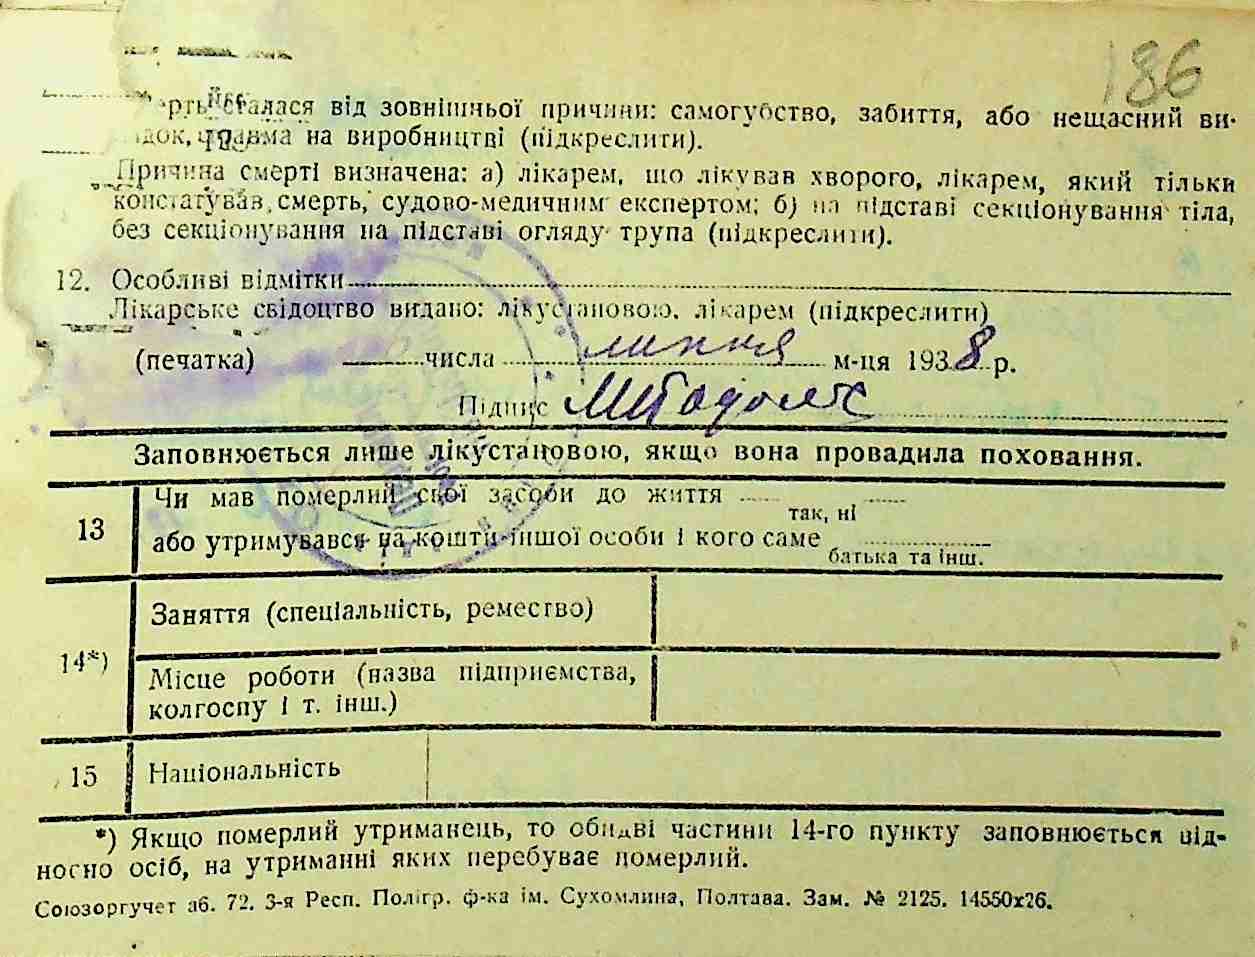 186
сталася від зовнішньої причини: самогубство, забиття, або нещасний ви-
травма на виробництві (підкреслити).
Причина смерті визначена: а) лікарем, що лікував хворого, лікарем, який тільки
констатував смерть, судово-медичним експертом; б) на підставі секціонування тіла,
без секціонування на підставі огляду трупа (підкреслити).
12. Особливі відмітки
Лікарське свідоцтво видано: лікустановою, лікарем (підкреслити)
(печатка) числа липня м-ця 1938 р.
Підпис
Заповнюється лише лікустановою, якщо вона провадила поховання.
13 Чи мав померлий свої засоби до життя
так, ні
або утримувався на кошти іншої особи і кого саме
батька та інш.
Заняття (спеціальність, ремество)
14*)
Місце роботи (назва підприємства,
колгоспу і т. інш.)
15 Національність
*) Якщо померлий утриманець, то обидві частини 14-го пункту заповнюється від-
носно осіб, на утриманні яких перебуває померлий.
Союзоргучет аб. 72. 3-я Респ. Полігр. ф-ка ім. Сухомлина, Полтава. Зам. № 2125. 14550х26.